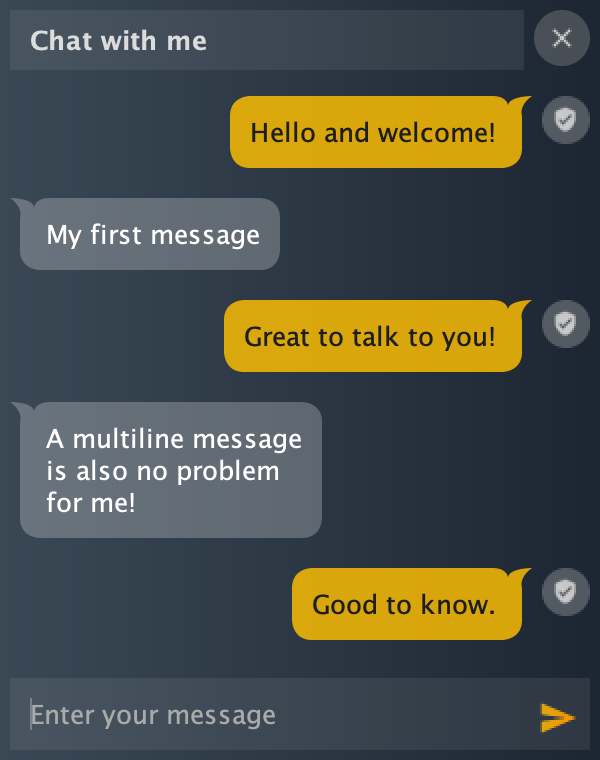 Chat with me
Hello and welcome!
My first message
Great to talk to you!
A multiline message
is also no problem
for me!
Good to know.
Enter your message